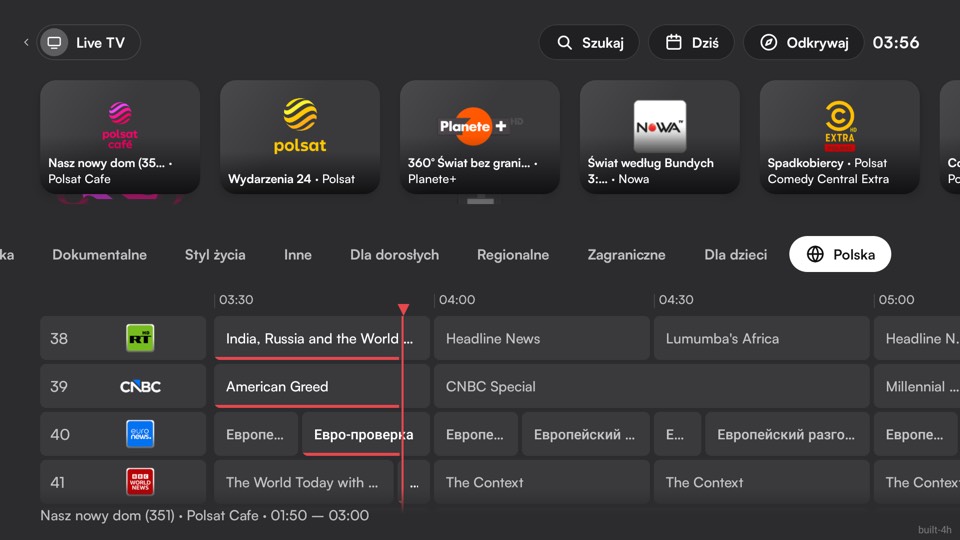 Live TV
Szukaj
Dziś
Odkrywaj
03:56
polsat
café
Nasz nowy dom (35... ·
Polsat Cafe
polsat
Wydarzenia 24 · Polsat
Planete +
HD
360° Świat bez grani... ·
Planete+
NOWA
Świat według Bundych
3:... · Nowa
HD
EXTRA
Spadkobiercy · Polsat
Comedy Central Extra
ka
Dokumentalne
Styl życia
Inne
Dla dorosłych
Regionalne
Zagraniczne
Dla dzieci
Polska
03:30
04:00
04:30
05:00
38
HD
RT
India, Russia and the World ...
Headline News
Lumumba's Africa
Headline N...
39
CNBC
American Greed
CNBC Special
Millennial ...
40
euro
news.
Европе...
Евро-проверка
Европе...
Европейский ...
Е...
Европейский разго...
Европе...
41
BBC
WORLD
NEWS
The World Today with ...
...
The Context
The Context
The Context
Nasz nowy dom (351) · Polsat Cafe · 01:50 — 03:00
built-4h